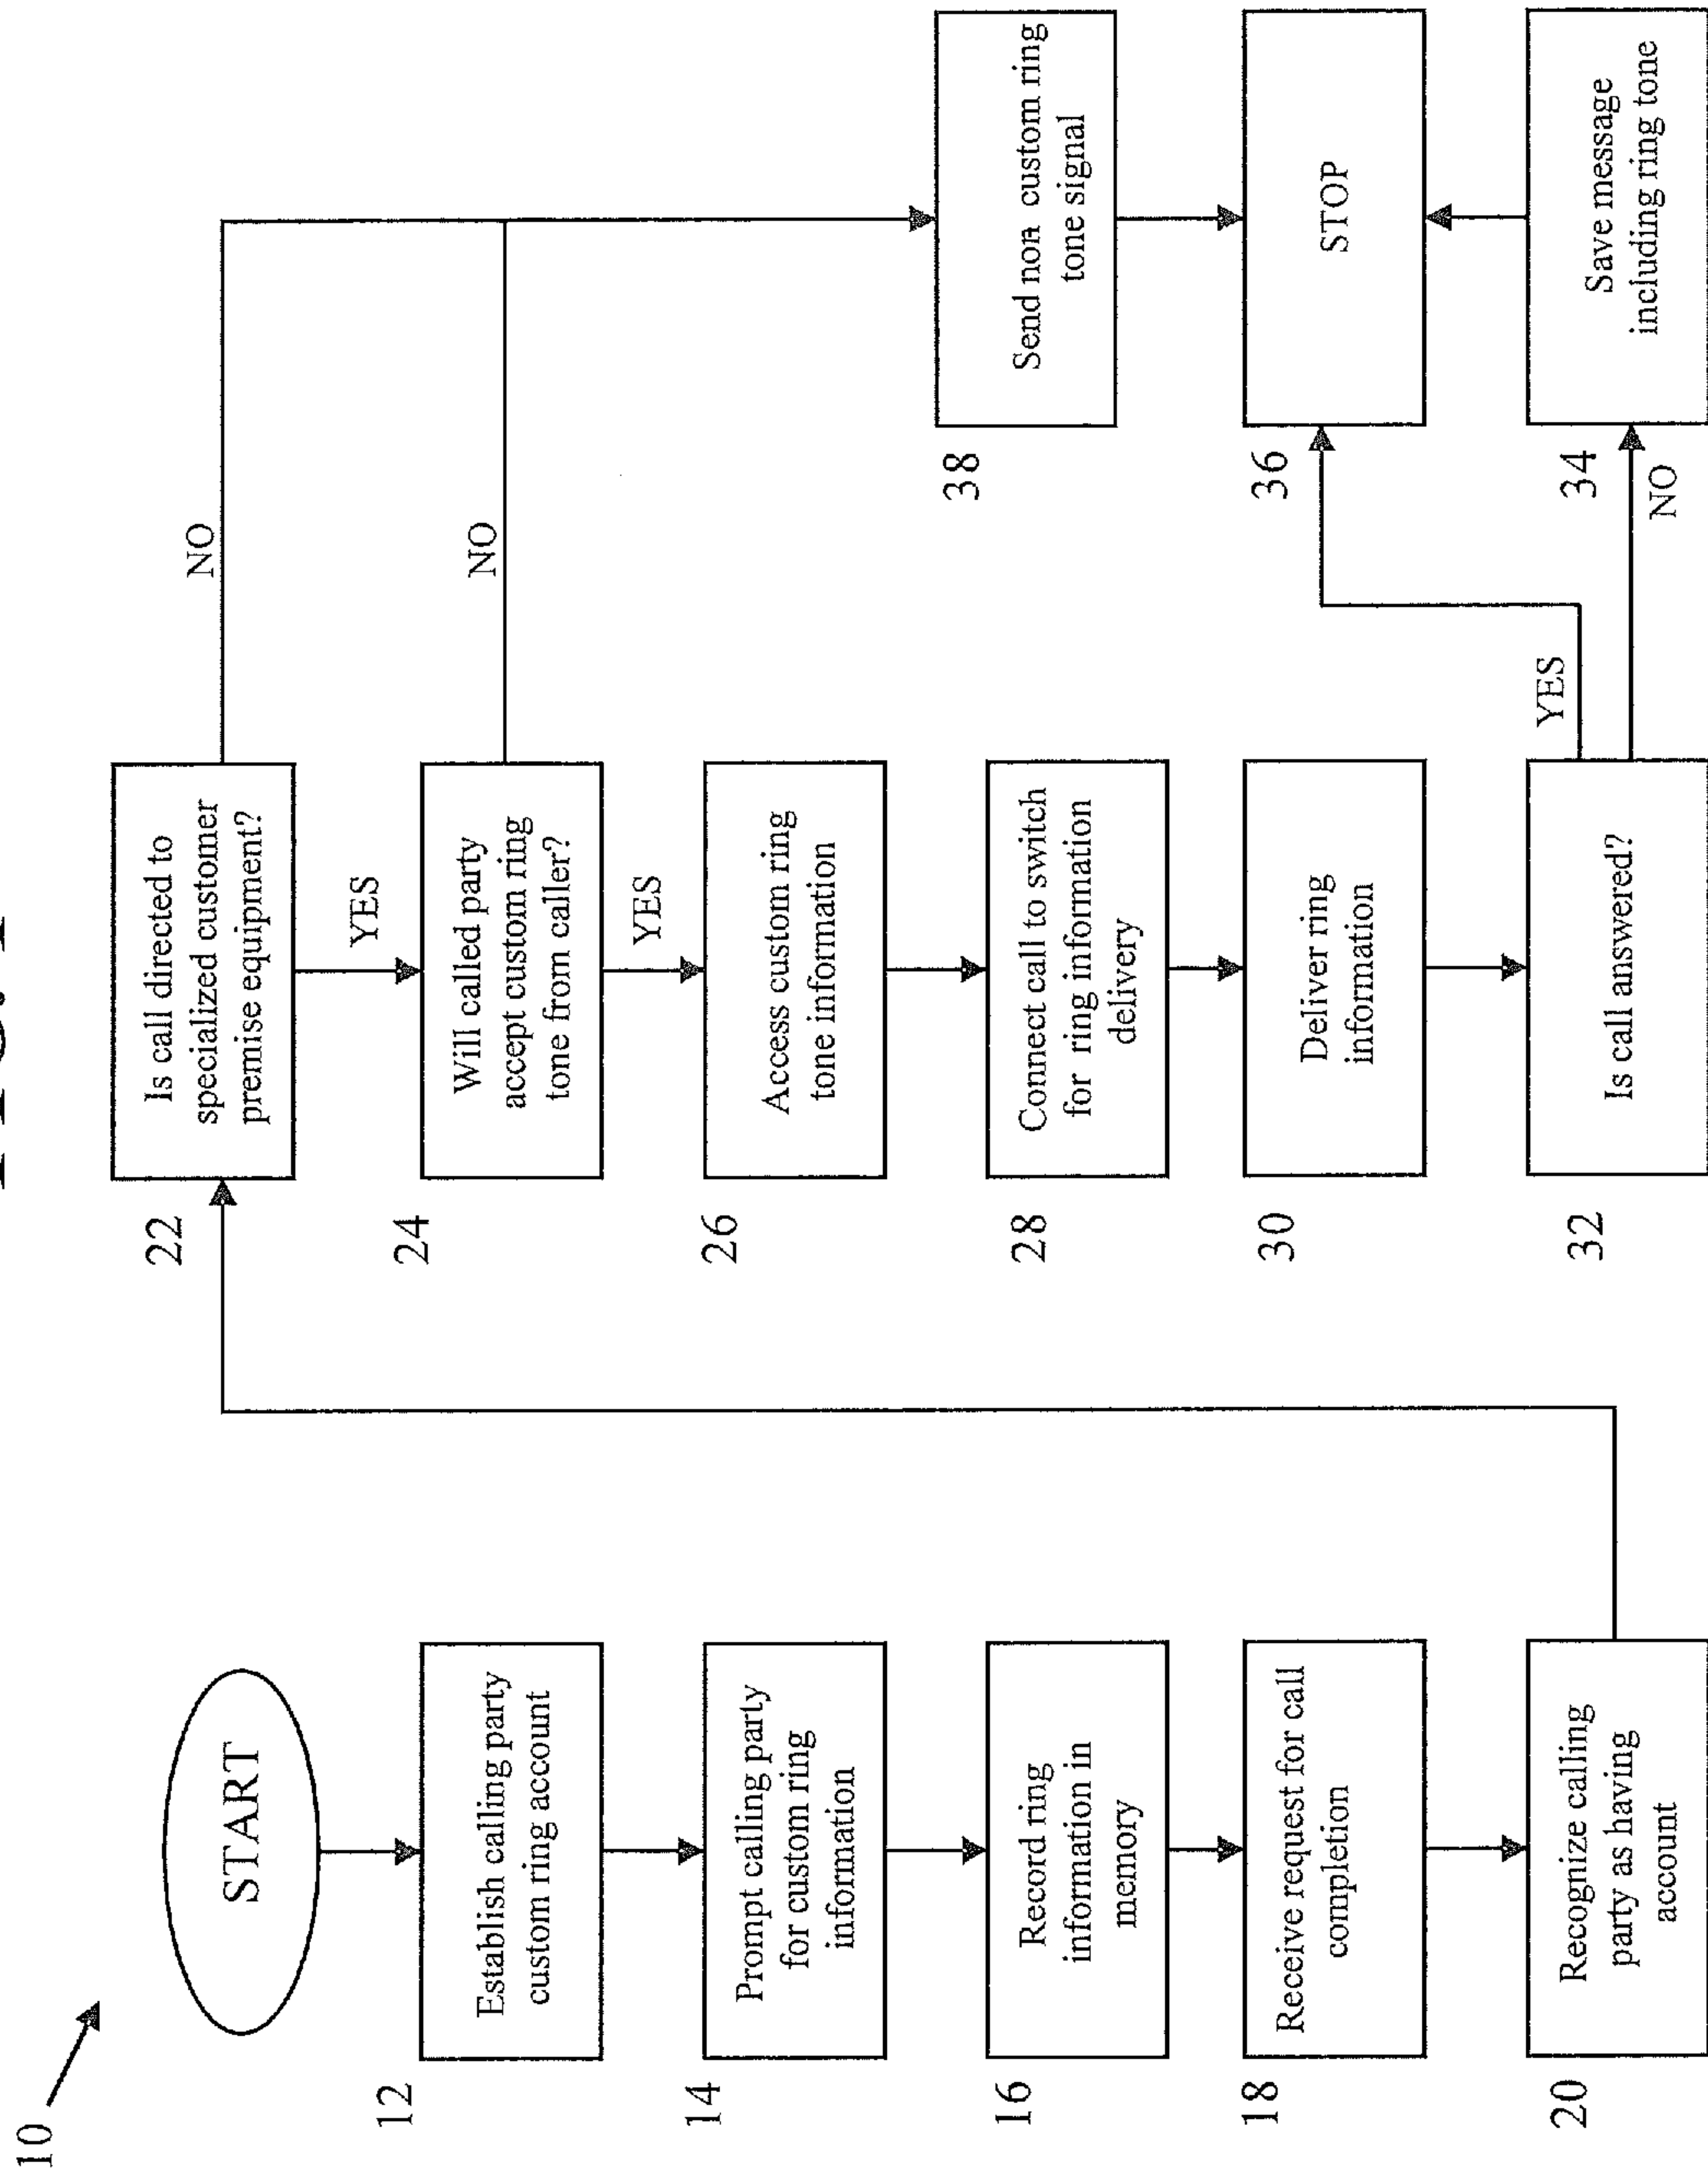 10
START
12
Establish calling party
custom ring account
14
Prompt calling party
for custom ring
information
16
Record ring
information in
memory
18
Receive request for call
completion
20
Recognize calling
party as having
account
22
Is call directed to
specialized customer
premise equipment?
NO
YES
24
Will called party
accept custom ring
tone from caller?
NO
YES
26
Access custom ring
tone information
28
Connect call to switch
for ring information
delivery
30
Deliver ring
information
32
Is call answered?
YES
NO
38
Send non custom ring
tone signal
36
STOP
34
Save message
including ring tone